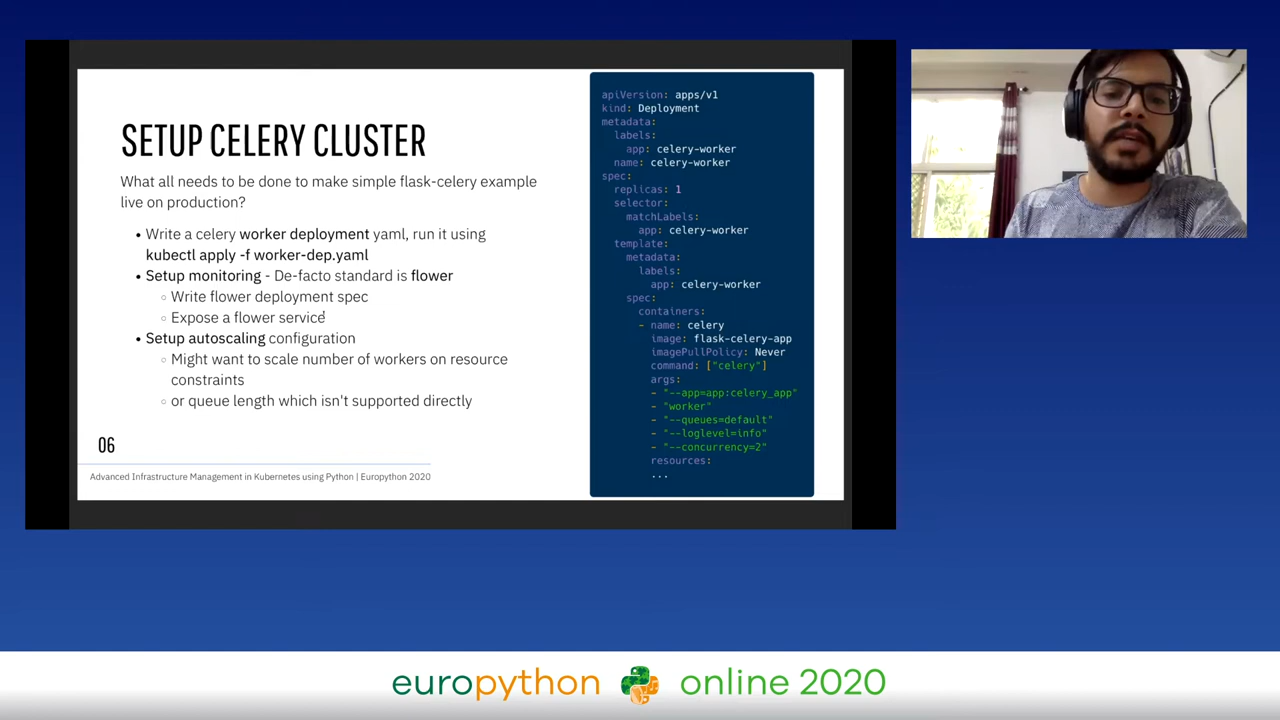 SETUP CELERY CLUSTER
What all needs to be done to make simple flask-celery example
live on production?
• Write a celery worker deployment yaml, run it using
kubectl apply -f worker-dep.yaml
• Setup monitoring - De-facto standard is flower
○ Write flower deployment spec
○ Expose a flower service
• Setup autoscaling configuration
○ Might want to scale number of workers on resource
constraints
○ or queue length which isn't supported directly
06
Advanced Infrastructure Management in Kubernetes using Python | Europython 2020
apiVersion: apps/v1
kind: Deployment
metadata:
labels:
app: celery-worker
name: celery-worker
spec:
replicas: 1
selector:
matchLabels:
app: celery-worker
template:
metadata:
labels:
app: celery-worker
spec:
containers:
- name: celery
image: flask-celery-app
imagePullPolicy: Never
command: ["celery"]
args:
- "--app=app:celery_app"
- "worker"
- "--queues=default"
- "--loglevel=info"
- "--concurrency=2"
resources:
...
europython online 2020